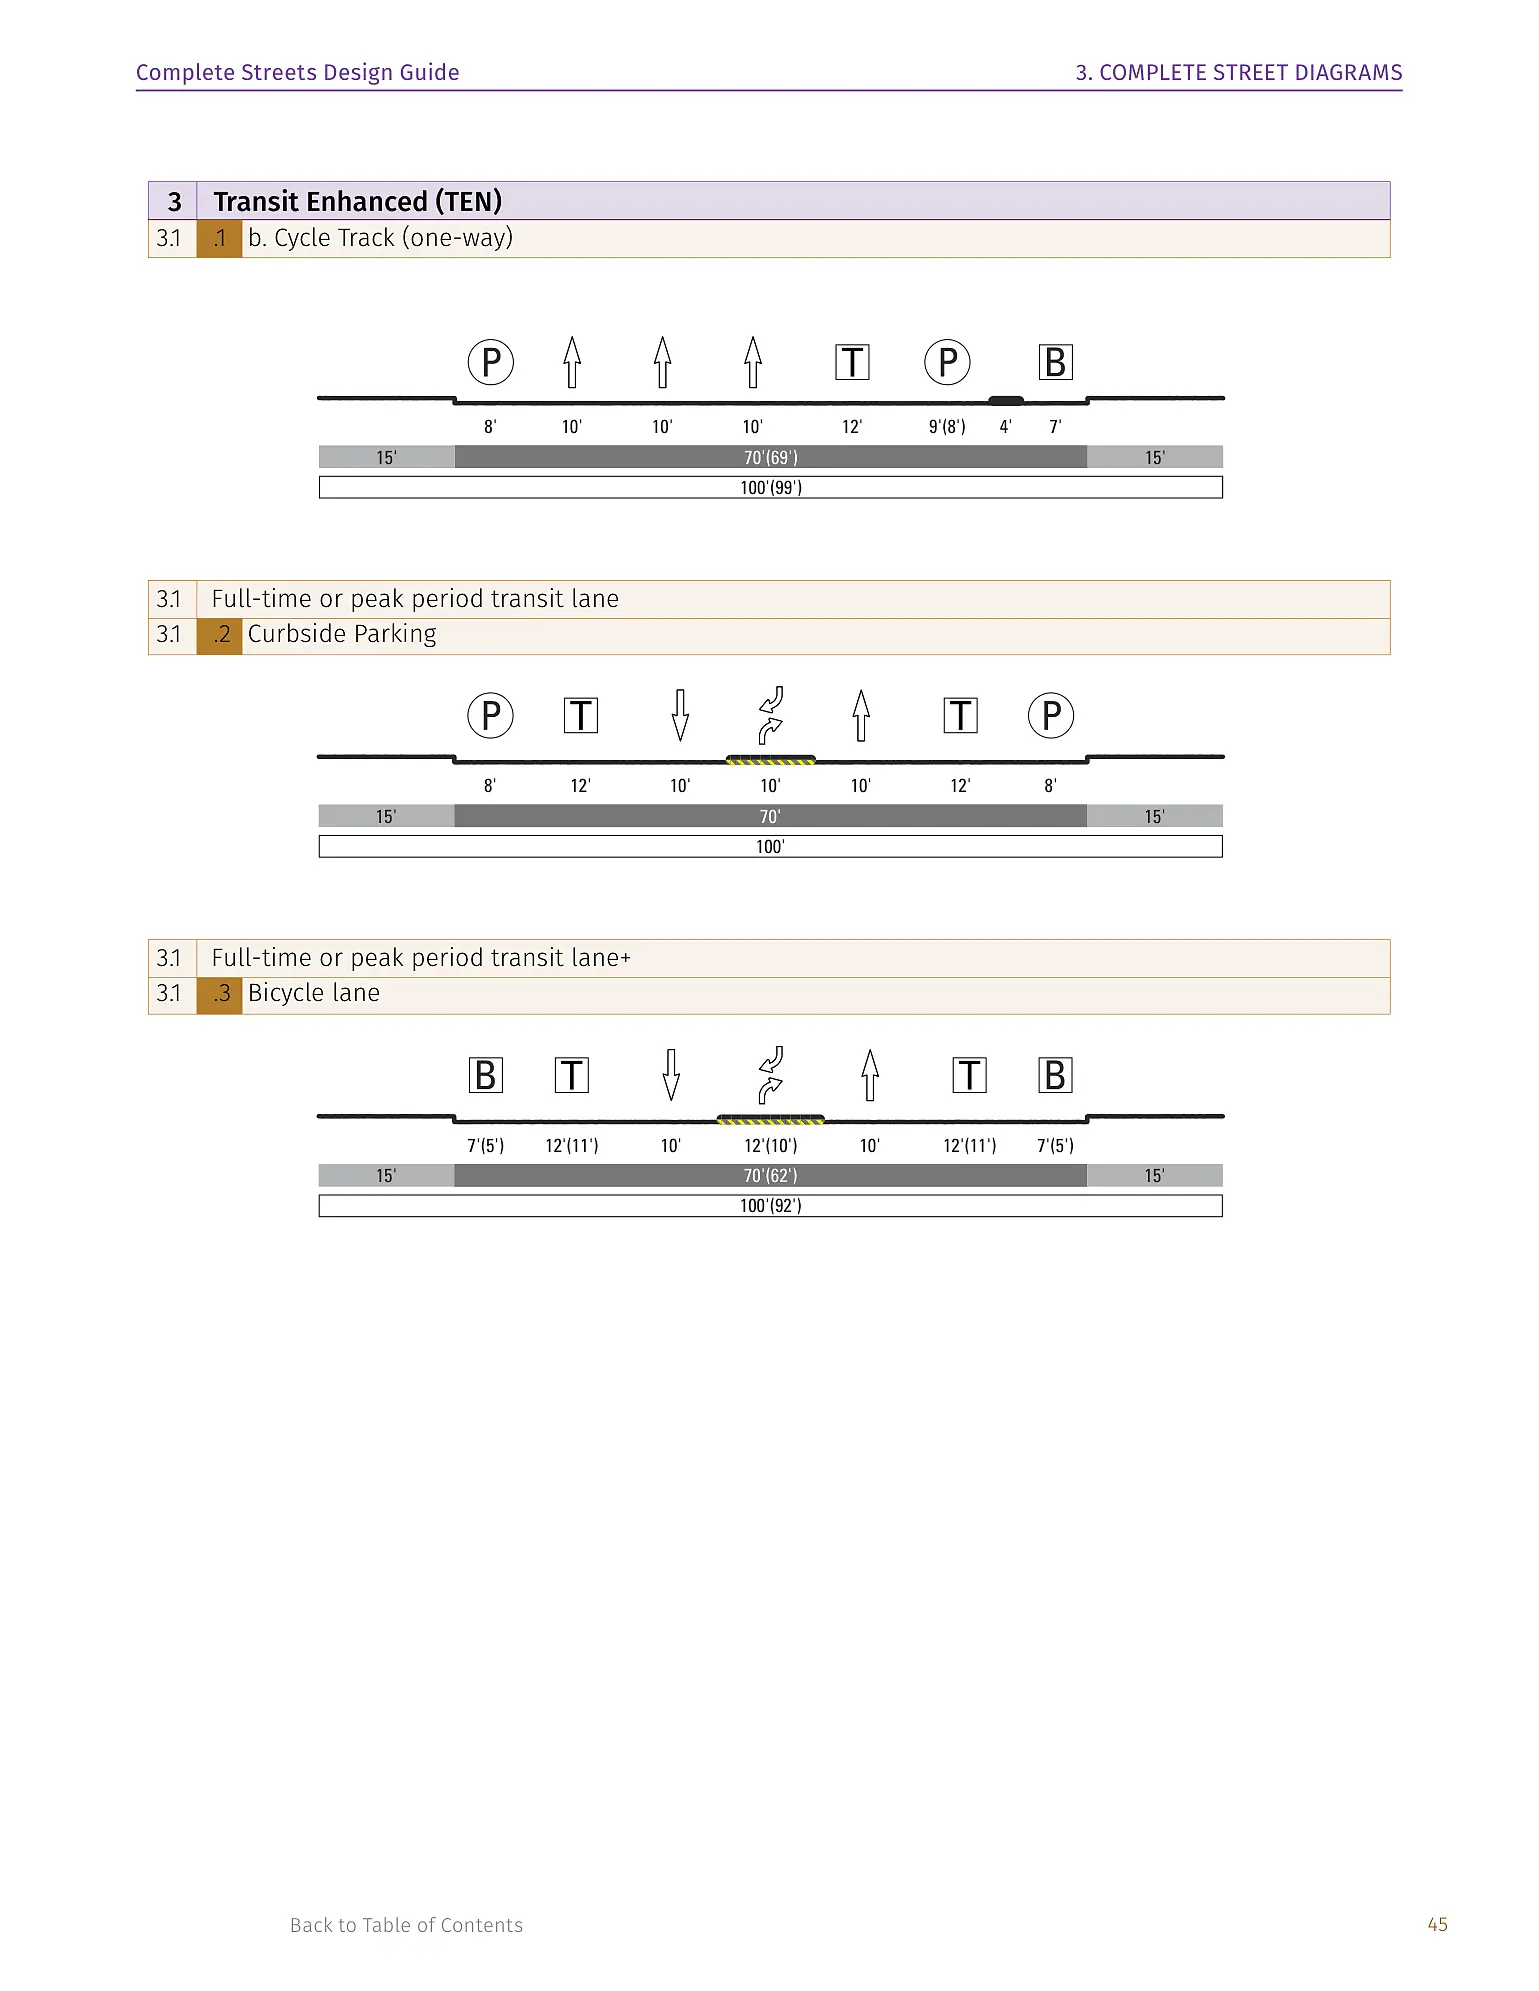 Complete Streets Design Guide 3. COMPLETE STREET DIAGRAMS
3 Transit Enhanced (TEN)
3.1 .1 b. Cycle Track (one-way)
P T P B
8' 10' 10' 10' 12' 9'(8') 4' 7'
15' 70'(69') 15'
100'(99')
3.1 Full-time or peak period transit lane
3.1 .2 Curbside Parking
P T T P
8' 12' 10' 10' 10' 12' 8'
15' 70' 15'
100'
3.1 Full-time or peak period transit lane+
3.1 .3 Bicycle lane
B T T B
7'(5') 12'(11') 10' 12'(10') 10' 12'(11') 7'(5')
15' 70'(62') 15'
100'(92')
Back to Table of Contents 45